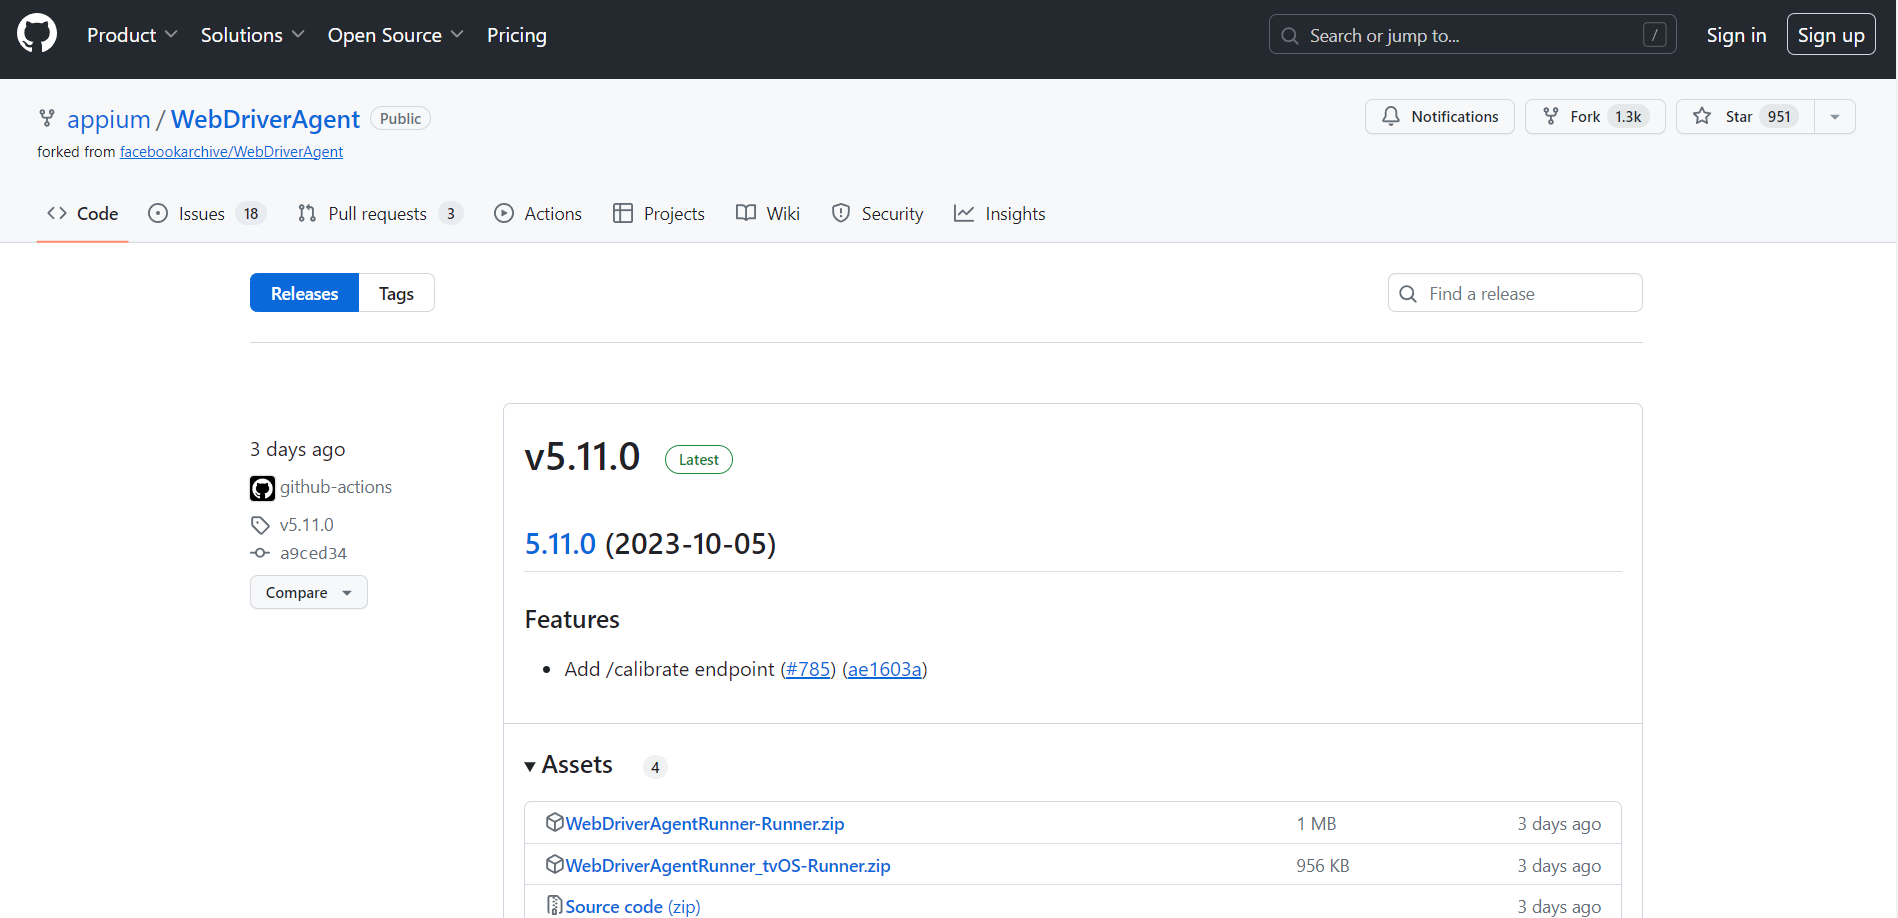 Product Solutions Open Source Pricing Search or jump to... / Sign in Sign up
appium / WebDriverAgent Public Notifications Fork 1.3k Star 951
forked from facebookarchive/WebDriverAgent
Code Issues 18 Pull requests 3 Actions Projects Wiki Security Insights
Releases Tags Find a release
3 days ago
github-actions
v5.11.0
a9ced34
Compare
v5.11.0 Latest
5.11.0 (2023-10-05)
Features
• Add /calibrate endpoint (#785) (ae1603a)
Assets 4
WebDriverAgentRunner-Runner.zip 1 MB 3 days ago
WebDriverAgentRunner_tvOS-Runner.zip 956 KB 3 days ago
Source code (zip) 3 days ago